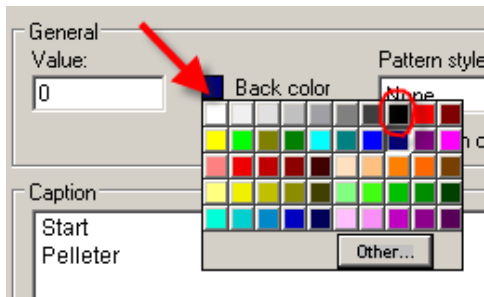 General
Value:
Pattern style
0
Back color
None
Caption
Start
Pelleter
Other...